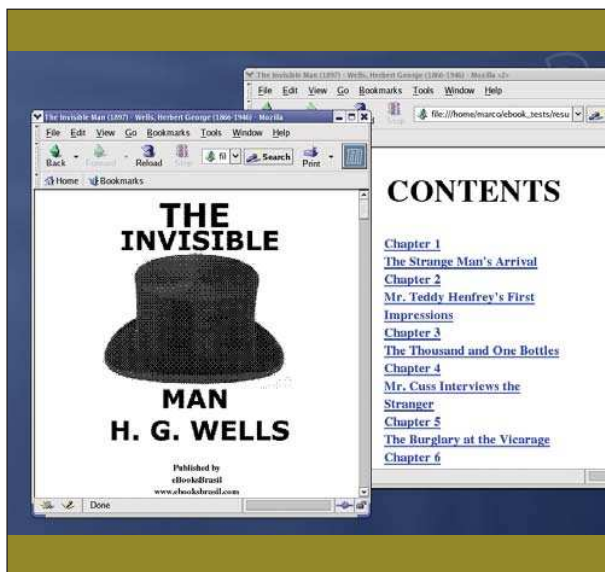 The Invisible Man (1897) - Wells, Herbert George (1866-1946) - Mozilla <2>
File Edit View Go Bookmarks Tools Window Help
file:///home/marco/ebook_tests/resu
CONTENTS
Chapter 1
The Strange Man's Arrival
Chapter 2
Mr. Teddy Henfrey's First
Impressions
Chapter 3
The Thousand and One Bottles
Chapter 4
Mr. Cuss Interviews the
Stranger
Chapter 5
The Burglary at the Vicarage
Chapter 6
The Invisible Man (1897) - Wells, Herbert George (1866-1946) - Mozilla
File Edit View Go Bookmarks Tools Window Help
Back Forward Reload Stop fil Search Print
Home Bookmarks
THE
INVISIBLE
MAN
H. G. WELLS
Published by
eBooksBrasil
www.ebooksbrasil.com
Done